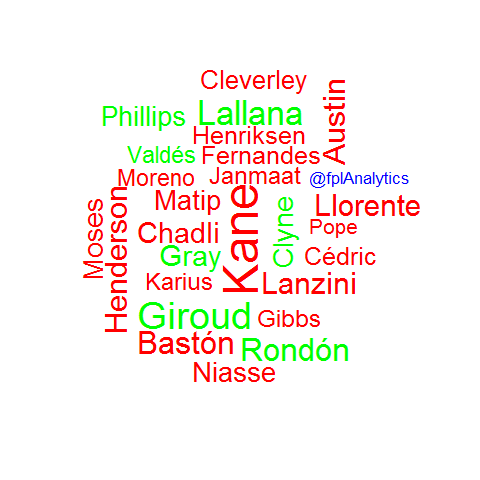 Cleverley
Phillips
Lallana
Austin
Henriksen
Valdés
Fernandes
Moreno
Janmaat
@fplAnalytics
Matip
Kane
Clyne
Llorente
Moses
Henderson
Chadli
Pope
Gray
Cédric
Karius
Lanzini
Giroud
Gibbs
Bastón
Rondón
Niasse